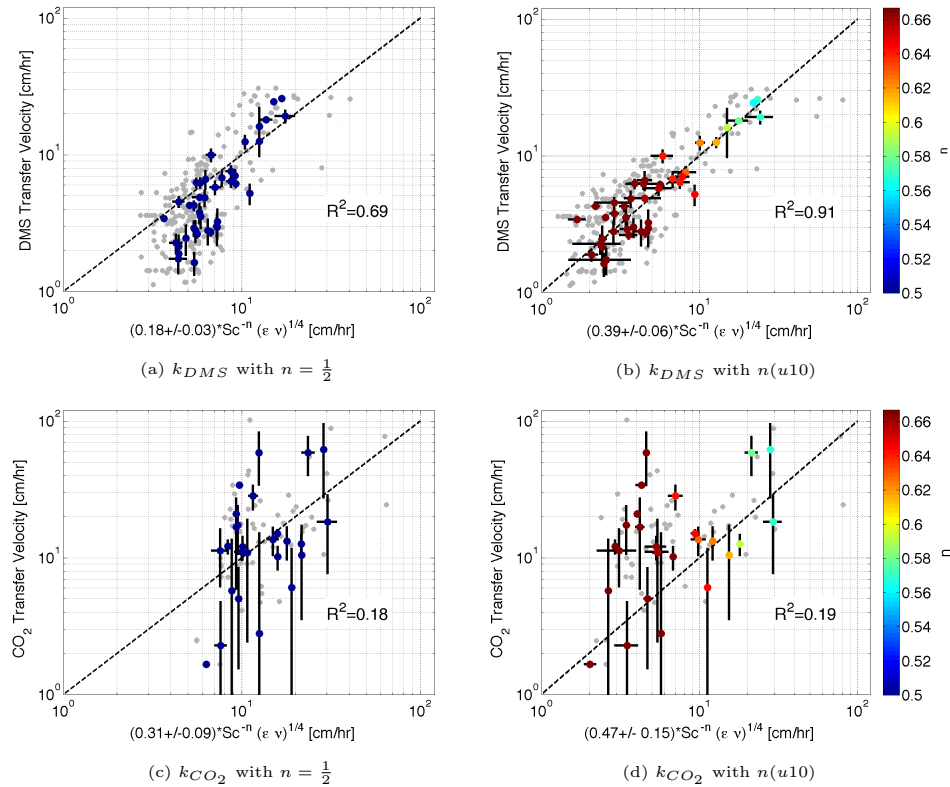 10²
10¹
10⁰
DMS Transfer Velocity [cm/hr]
R²=0.69
10⁰
10¹
10²
(0.18+/-0.03)*Sc⁻ⁿ (ε ν)^1/4 [cm/hr]
(a) k_DMS with n = 1/2
10²
10¹
10⁰
DMS Transfer Velocity [cm/hr]
R²=0.91
10⁰
10¹
10²
(0.39+/-0.06)*Sc⁻ⁿ (ε ν)^1/4 [cm/hr]
(b) k_DMS with n(u10)
0.66
0.64
0.62
0.6
0.58
0.56
0.54
0.52
0.5
n
10²
10¹
10⁰
CO₂ Transfer Velocity [cm/hr]
R²=0.18
10⁰
10¹
10²
(0.31+/-0.09)*Sc⁻ⁿ (ε ν)^1/4 [cm/hr]
(c) k_CO₂ with n = 1/2
10²
10¹
10⁰
CO₂ Transfer Velocity [cm/hr]
R²=0.19
10⁰
10¹
10²
(0.47+/- 0.15)*Sc⁻ⁿ (ε ν)^1/4 [cm/hr]
(d) k_CO₂ with n(u10)
0.66
0.64
0.62
0.6
0.58
0.56
0.54
0.52
0.5
n